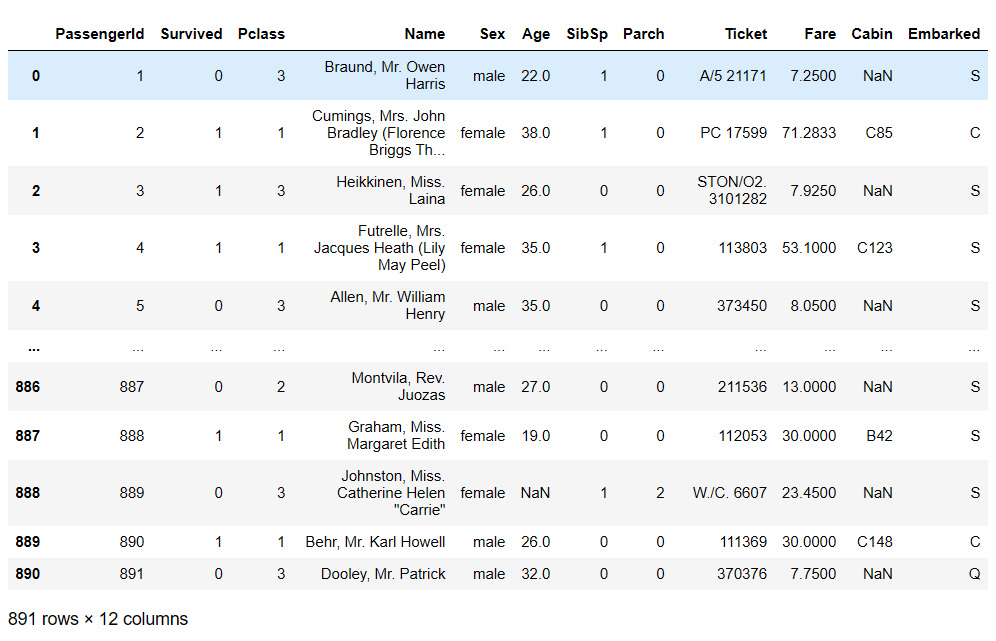 PassengerId Survived Pclass Name Sex Age SibSp Parch Ticket Fare Cabin Embarked
0 1 0 3 Braund, Mr. Owen Harris male 22.0 1 0 A/5 21171 7.2500 NaN S
1 2 1 1 Cumings, Mrs. John Bradley (Florence Briggs Th... female 38.0 1 0 PC 17599 71.2833 C85 C
2 3 1 3 Heikkinen, Miss. Laina female 26.0 0 0 STON/O2. 3101282 7.9250 NaN S
3 4 1 1 Futrelle, Mrs. Jacques Heath (Lily May Peel) female 35.0 1 0 113803 53.1000 C123 S
4 5 0 3 Allen, Mr. William Henry male 35.0 0 0 373450 8.0500 NaN S
... ... ... ... ... ... ... ... ... ... ... ... ...
886 887 0 2 Montvila, Rev. Juozas male 27.0 0 0 211536 13.0000 NaN S
887 888 1 1 Graham, Miss. Margaret Edith female 19.0 0 0 112053 30.0000 B42 S
888 889 0 3 Johnston, Miss. Catherine Helen "Carrie" female NaN 1 2 W./C. 6607 23.4500 NaN S
889 890 1 1 Behr, Mr. Karl Howell male 26.0 0 0 111369 30.0000 C148 C
890 891 0 3 Dooley, Mr. Patrick male 32.0 0 0 370376 7.7500 NaN Q
891 rows × 12 columns